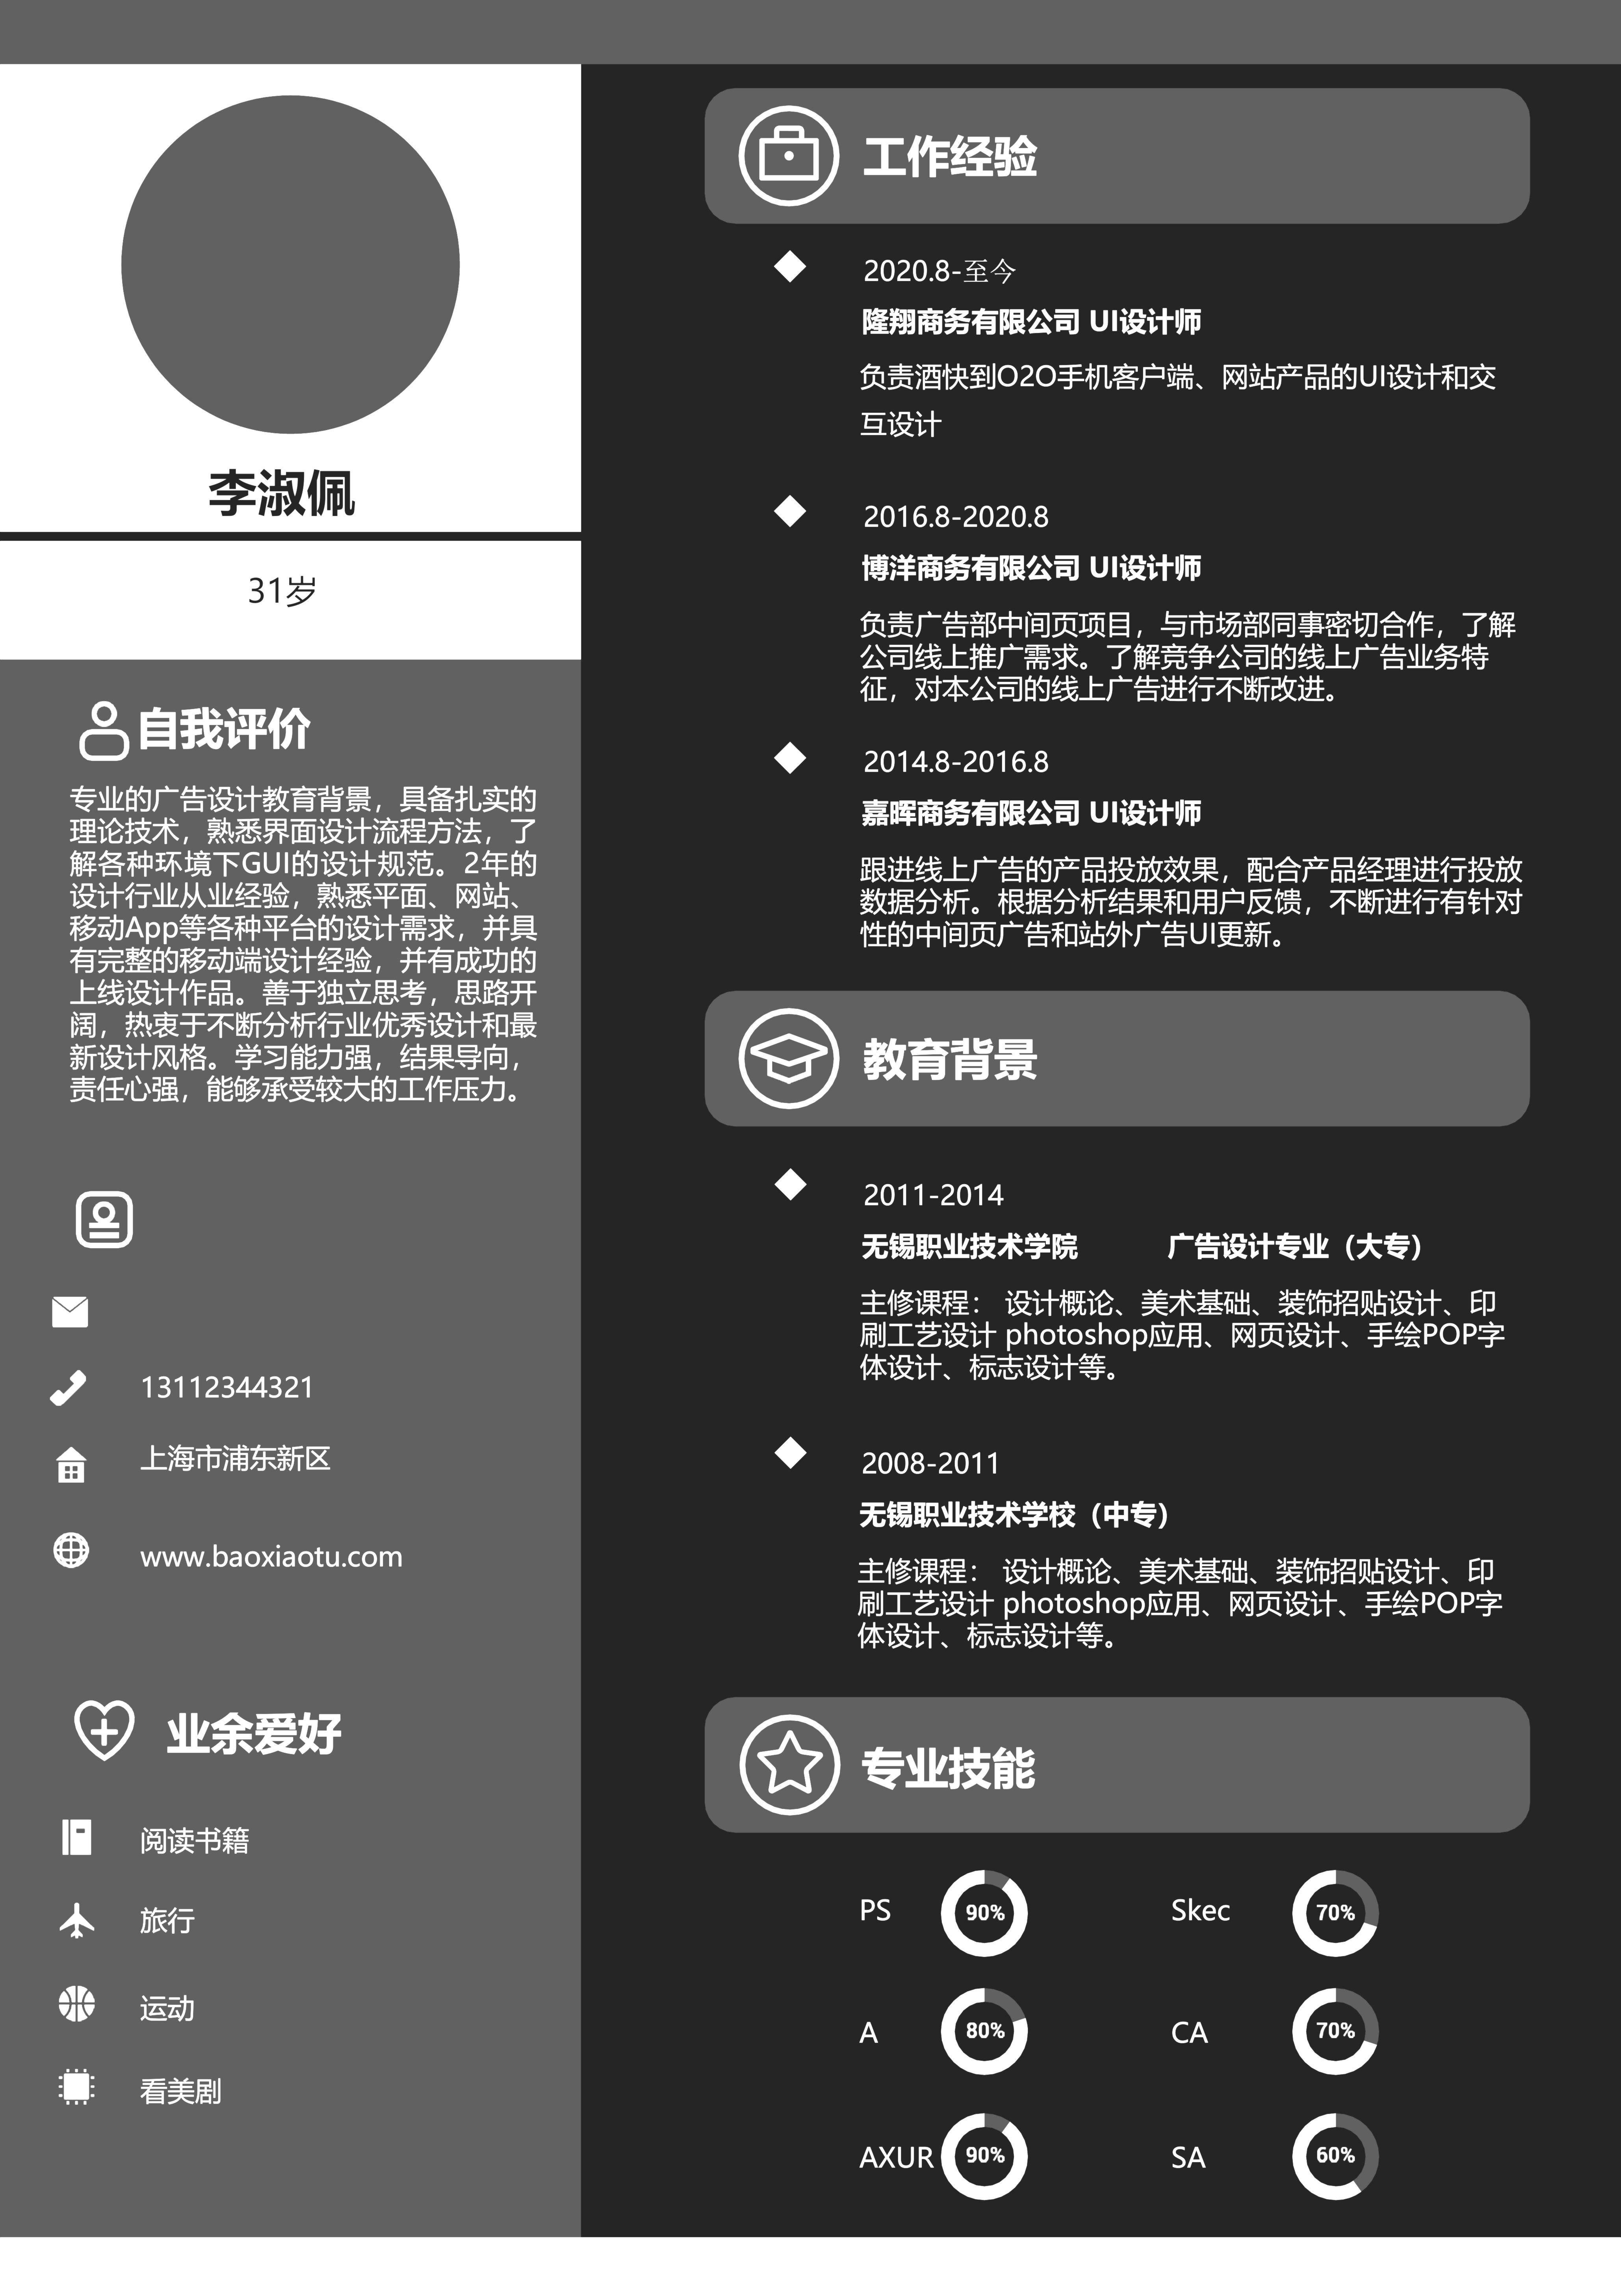 李淑佩
31岁
自我评价
专业的广告设计教育背景，具备扎实的
理论技术，熟悉界面设计流程方法，了
解各种环境下GUI的设计规范。2年的
设计行业从业经验，熟悉平面、网站、
移动App等各种平台的设计需求，并具
有完整的移动端设计经验，并有成功的
上线设计作品。善于独立思考，思路开
阔，热衷于不断分析行业优秀设计和最
新设计风格。学习能力强，结果导向，
责任心强，能够承受较大的工作压力。
13112344321
上海市浦东新区
www.baoxiaotu.com
业余爱好
阅读书籍
旅行
运动
看美剧
工作经验
2020.8-至今
隆翔商务有限公司 UI设计师
负责酒快到O2O手机客户端、网站产品的UI设计和交
互设计
2016.8-2020.8
博洋商务有限公司 UI设计师
负责广告部中间页项目，与市场部同事密切合作，了解
公司线上推广需求。了解竞争公司的线上广告业务特
征，对本公司的线上广告进行不断改进。
2014.8-2016.8
嘉晖商务有限公司 UI设计师
跟进线上广告的产品投放效果，配合产品经理进行投放
数据分析。根据分析结果和用户反馈，不断进行有针对
性的中间页广告和站外广告UI更新。
教育背景
2011-2014
无锡职业技术学院 广告设计专业（大专）
主修课程： 设计概论、美术基础、装饰招贴设计、印
刷工艺设计 photoshop应用、网页设计、手绘POP字
体设计、标志设计等。
2008-2011
无锡职业技术学校（中专）
主修课程： 设计概论、美术基础、装饰招贴设计、印
刷工艺设计 photoshop应用、网页设计、手绘POP字
体设计、标志设计等。
专业技能
PS 90% Skec 70%
A 80% CA 70%
AXUR 90% SA 60%